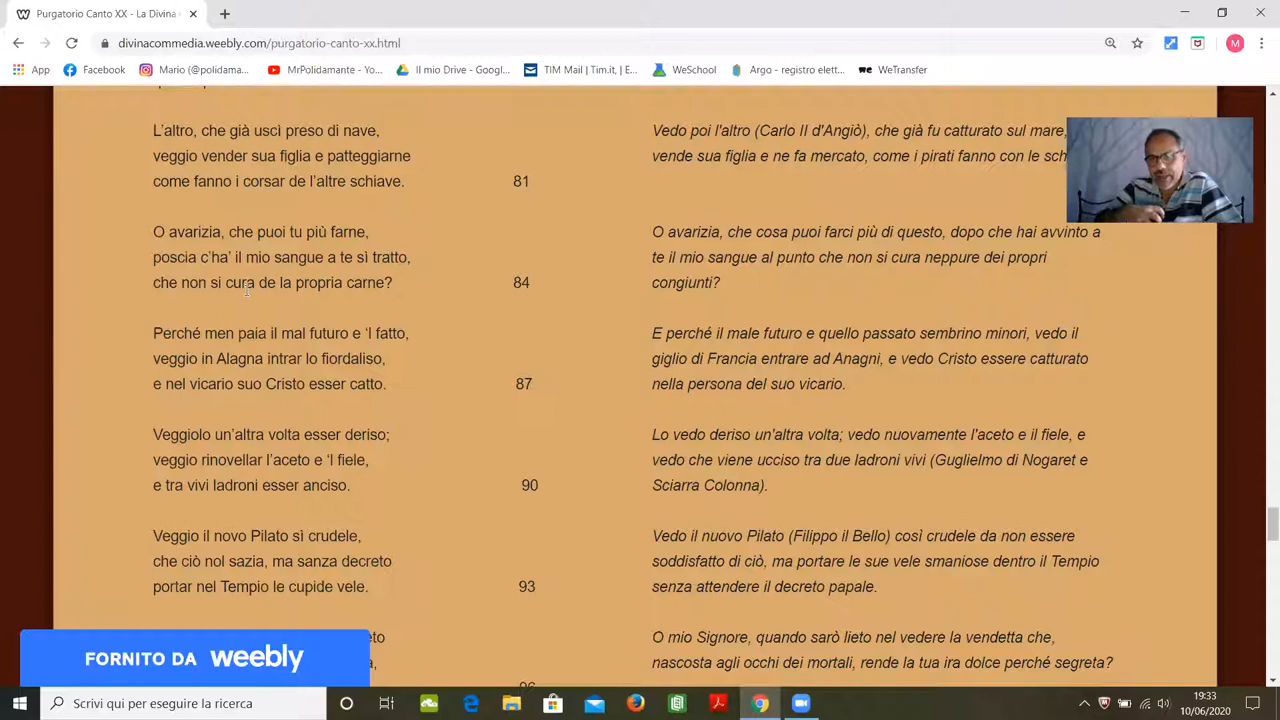 Purgatorio Canto XX - La Divina
divinacommedia.weebly.com/purgatorio-canto-xx.html
M
App Facebook Mario (@polidama... MrPolidamante - Yo... Il mio Drive - Googl... TIM Mail | Tim.it, | E... WeSchool Argo - registro elett... WeTransfer
L'altro, che già uscì preso di nave,
veggio vender sua figlia e patteggiarne
come fanno i corsar de l'altre schiave.
81
Vedo poi l'altro (Carlo II d'Angiò), che già fu catturato sul mare,
vende sua figlia e ne fa mercato, come i pirati fanno con le sch
O avarizia, che puoi tu più farne,
poscia c'ha' il mio sangue a te sì tratto,
che non si cura de la propria carne?
84
O avarizia, che cosa puoi farci più di questo, dopo che hai avvinto a
te il mio sangue al punto che non si cura neppure dei propri
congiunti?
Perché men paia il mal futuro e 'l fatto,
veggio in Alagna intrar lo fiordaliso,
e nel vicario suo Cristo esser catto.
87
E perché il male futuro e quello passato sembrino minori, vedo il
giglio di Francia entrare ad Anagni, e vedo Cristo essere catturato
nella persona del suo vicario.
Veggiolo un'altra volta esser deriso;
veggio rinovellar l'aceto e 'l fiele,
e tra vivi ladroni esser anciso.
90
Lo vedo deriso un'altra volta; vedo nuovamente l'aceto e il fiele, e
vedo che viene ucciso tra due ladroni vivi (Guglielmo di Nogaret e
Sciarra Colonna).
Veggio il novo Pilato sì crudele,
che ciò nol sazia, ma sanza decreto
portar nel Tempio le cupide vele.
93
Vedo il nuovo Pilato (Filippo il Bello) così crudele da non essere
soddisfatto di ciò, ma portare le sue vele smaniose dentro il Tempio
senza attendere il decreto papale.
eto
a,
O mio Signore, quando sarò lieto nel vedere la vendetta che,
nascosta agli occhi dei mortali, rende la tua ira dolce perché segreta?
FORNITO DA weebly
Scrivi qui per eseguire la ricerca
19:33
10/06/2020